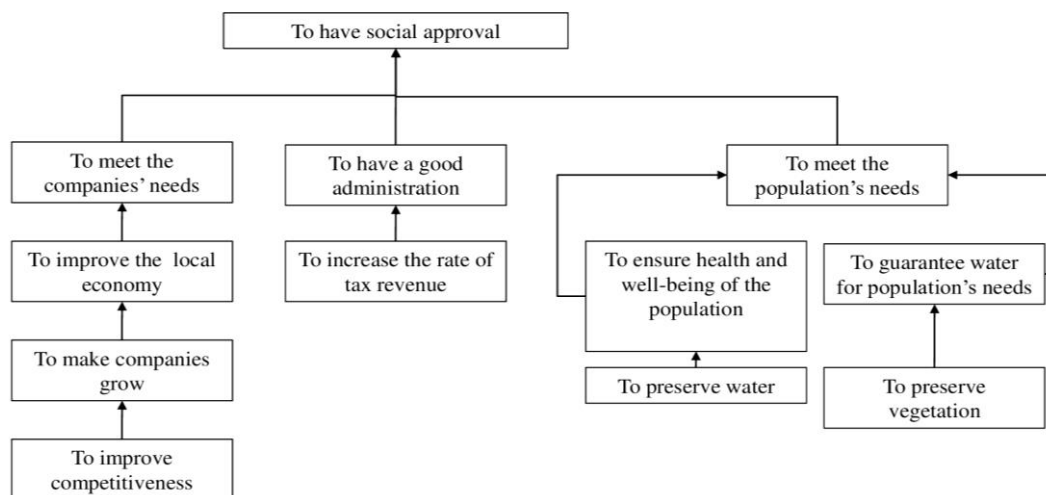 To have social approval
To meet the
companies’ needs
To have a good
administration
To meet the
population’s needs
To improve the local
economy
To increase the rate of
tax revenue
To ensure health and
well-being of the
population
To guarantee water
for population’s needs
To make companies
grow
To preserve water
To preserve
vegetation
To improve
competitiveness